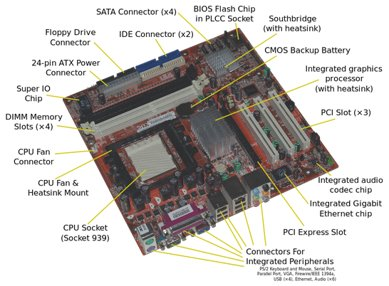 SATA Connector (x4)
BIOS Flash Chip
in PLCC Socket
Southbridge
(with heatsink)
Floppy Drive
Connector
IDE Connector (x2)
CMOS Backup Battery
24-pin ATX Power
Connector
Integrated graphics
processor
(with heatsink)
Super IO
Chip
DIMM Memory
Slots (×4)
PCI Slot (×3)
CPU Fan
Connector
CPU Fan &
Heatsink Mount
Integrated audio
codec chip
Integrated Gigabit
Ethernet chip
CPU Socket
(Socket 939)
PCI Express Slot
Connectors For
Integrated Peripherals
PS/2 Keyboard and Mouse, Serial Port,
Parallel Port, VGA, Firewire/IEEE 1394a,
USB (×4), Ethernet, Audio (×6)